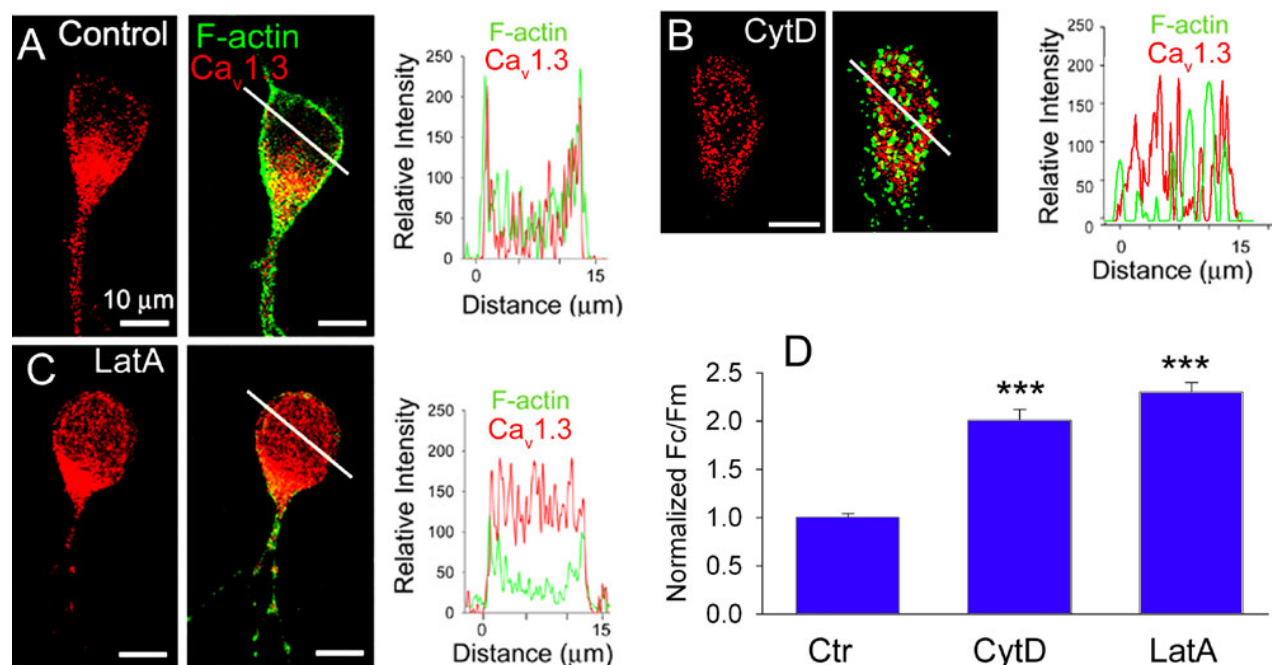 A Control
F-actin
Caᵥ1.3
10 μm
F-actin
Caᵥ1.3
Relative Intensity
250
200
150
100
50
0
0 15
Distance (μm)
B CytD
F-actin
Caᵥ1.3
Relative Intensity
250
200
150
100
50
0
0 15
Distance (μm)
C LatA
F-actin
Caᵥ1.3
Relative Intensity
250
200
150
100
50
0
0 15
Distance (μm)
D
Normalized Fc/Fm
2.5
2.0
1.5
1.0
0.5
0.0
*** ***
Ctr CytD LatA